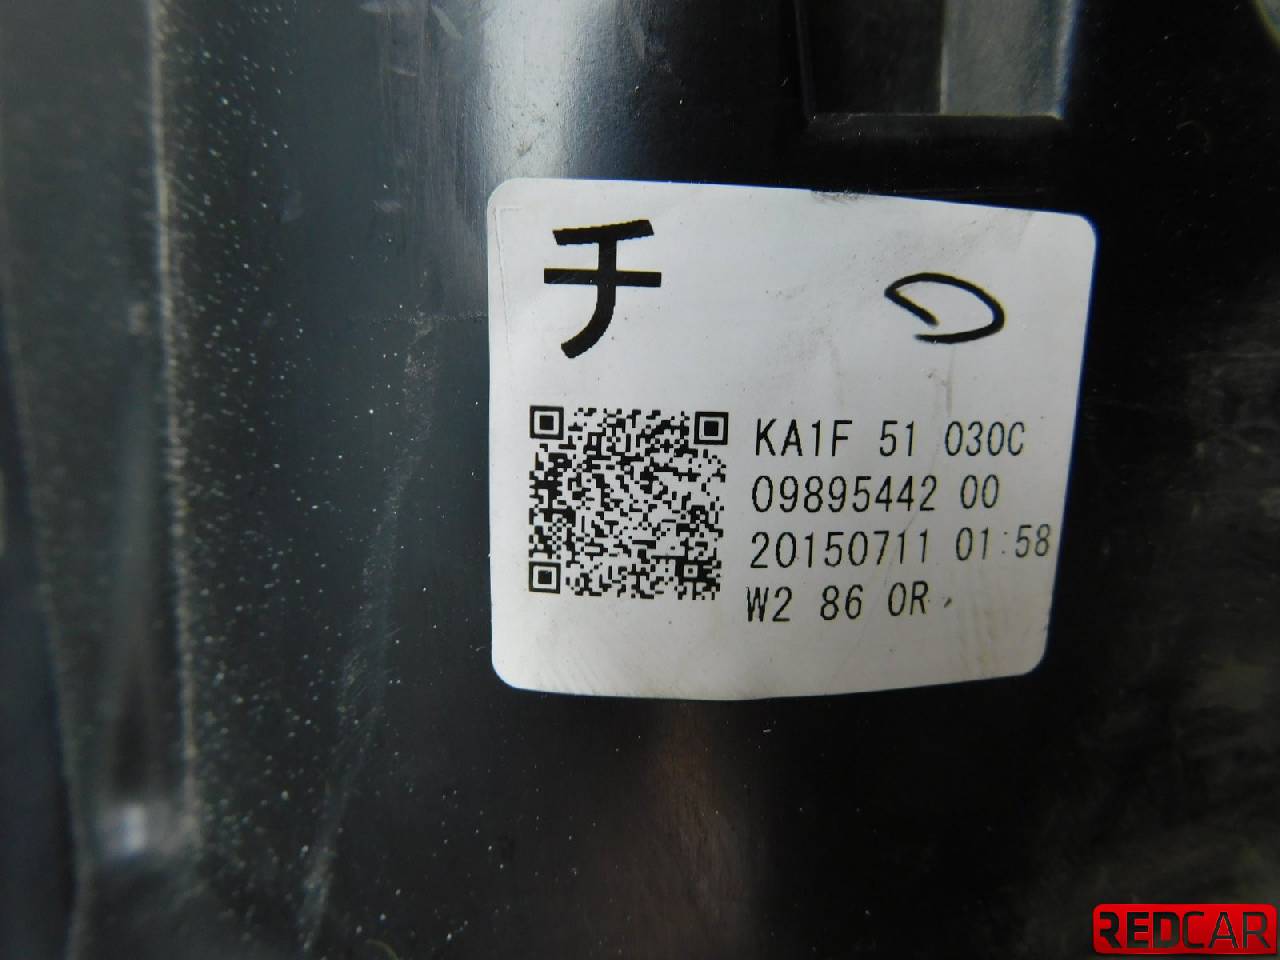 チ
KA1F 51 030C
09895442 00
20150711 01:58
W2 86 0R
REDCAR